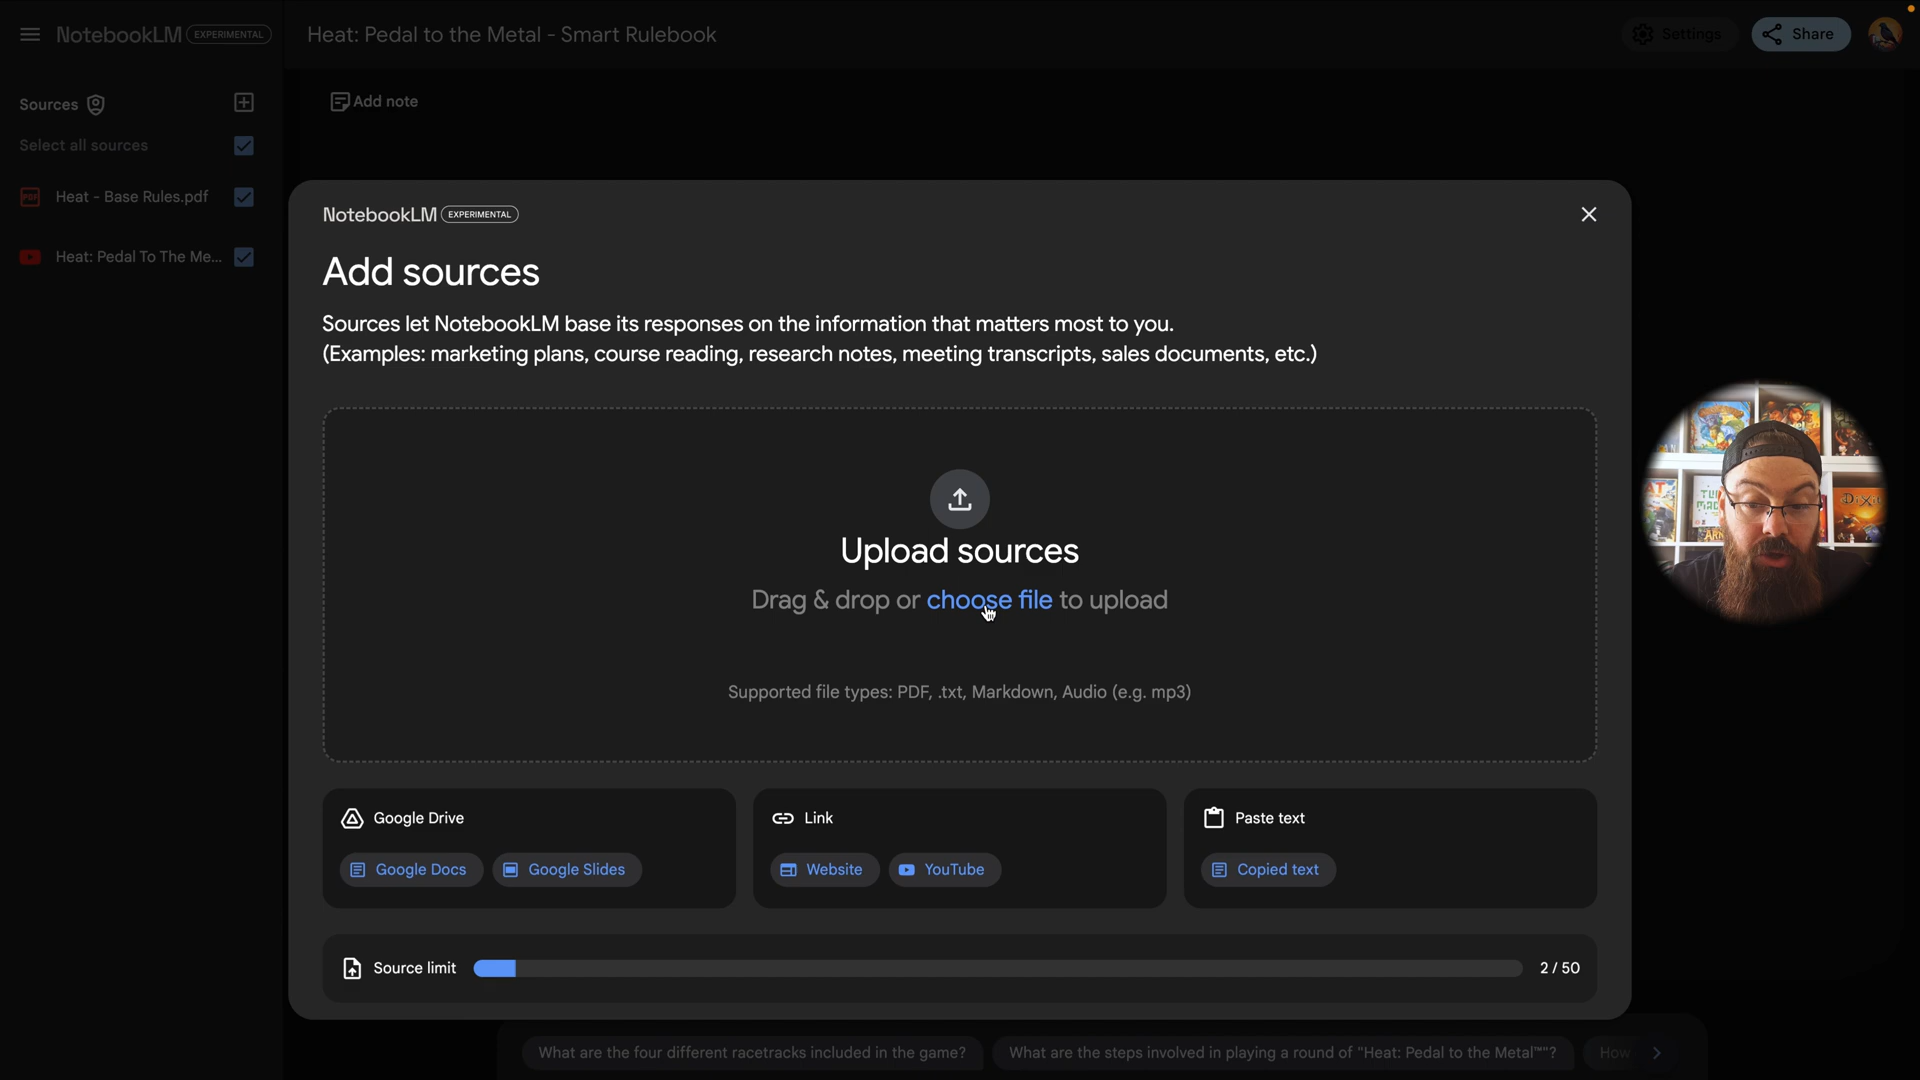 NotebookLM EXPERIMENTAL
Heat: Pedal to the Metal - Smart Rulebook
Settings
Share
Sources
Add note
Select all sources
Heat - Base Rules.pdf
Heat: Pedal To The Me...
NotebookLM EXPERIMENTAL
Add sources
Sources let NotebookLM base its responses on the information that matters most to you.
(Examples: marketing plans, course reading, research notes, meeting transcripts, sales documents, etc.)
Upload sources
Drag & drop or choose file to upload
Supported file types: PDF, .txt, Markdown, Audio (e.g. mp3)
Google Drive
Google Docs
Google Slides
Link
Website
YouTube
Paste text
Copied text
Source limit
2 / 50
What are the four different racetracks included in the game?
What are the steps involved in playing a round of "Heat: Pedal to the Metal™"?
How